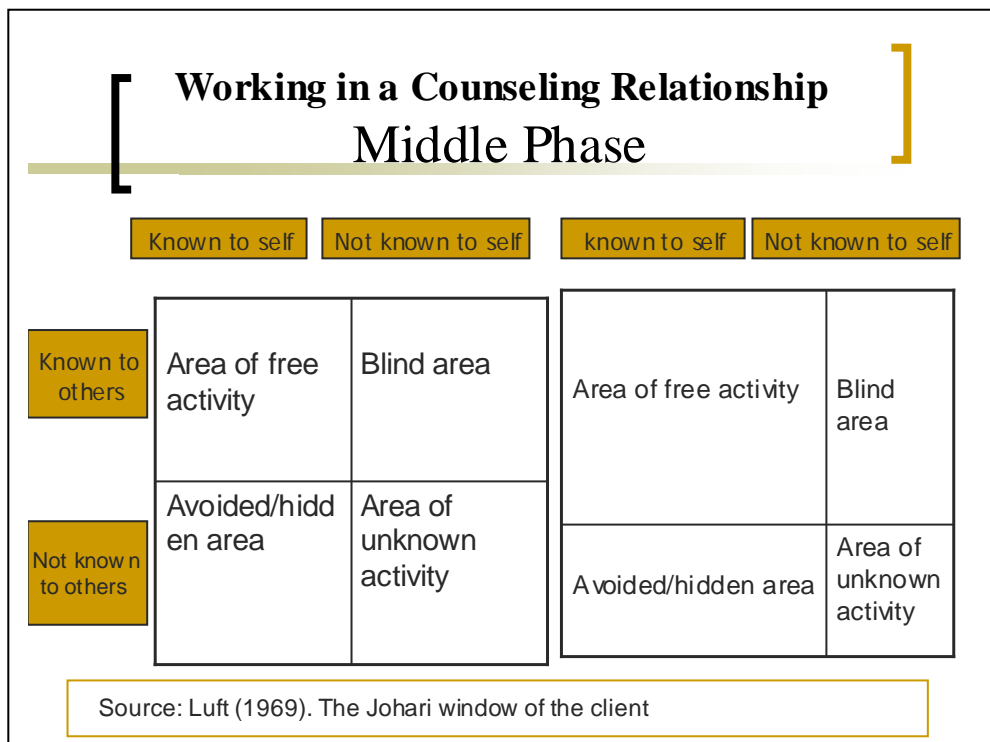 Working in a Counseling Relationship
Middle Phase
Known to self
Not known to self
known to self
Not known to self
Known to
others
Area of free
activity
Blind area
Area of free activity
Blind
area
Not known
to others
Avoided/hidd
en area
Area of
unknown
activity
Avoided/hidden area
Area of
unknown
activity
Source: Luft (1969). The Johari window of the client